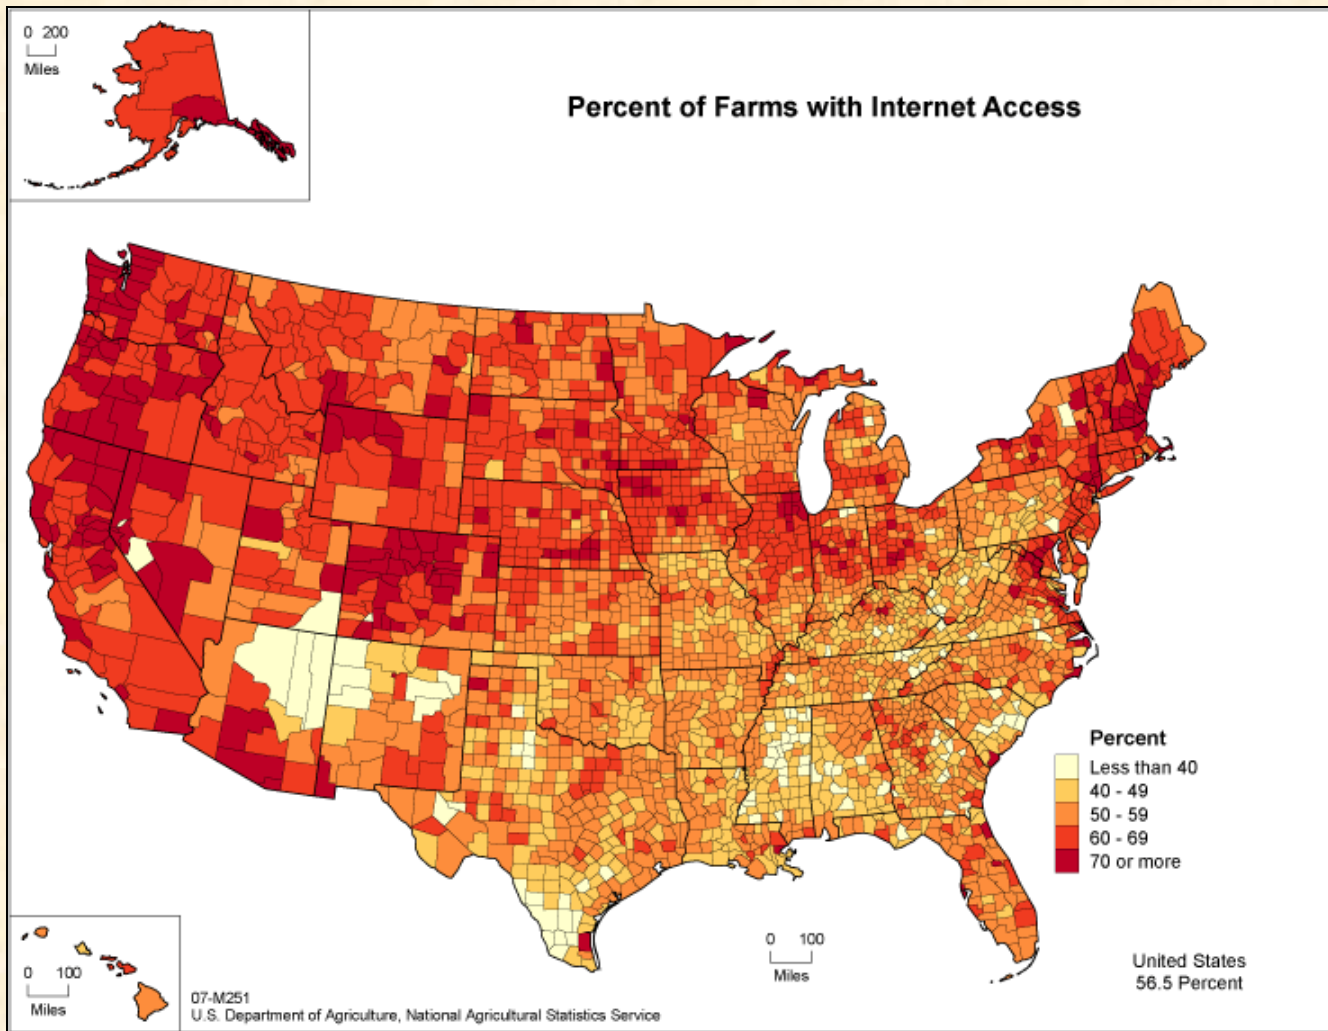 0 200
Miles
Percent of Farms with Internet Access
Percent
Less than 40
40 - 49
50 - 59
60 - 69
70 or more
0 100
Miles
0 100
Miles
United States
56.5 Percent
07-M251
U.S. Department of Agriculture, National Agricultural Statistics Service